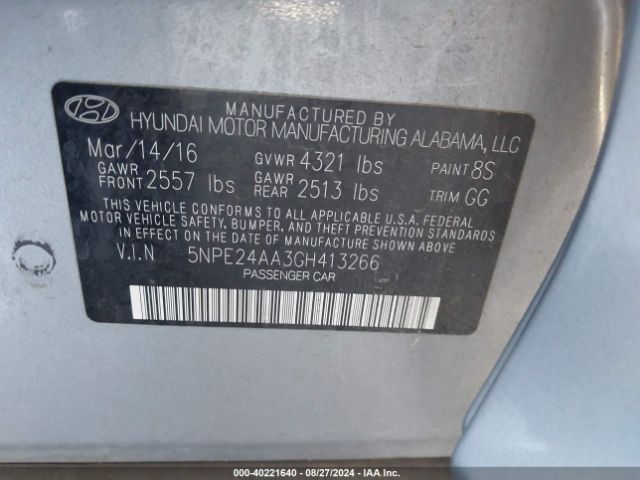 MANUFACTURED BY
HYUNDAI MOTOR MANUFACTURING ALABAMA, LLC
Mar/14/16 GVWR 4321 lbs PAINT 8S
GAWR FRONT 2557 lbs GAWR REAR 2513 lbs TRIM GG
THIS VEHICLE CONFORMS TO ALL APPLICABLE U.S.A. FEDERAL
MOTOR VEHICLE SAFETY, BUMPER, AND THEFT PREVENTION STANDARDS IN
EFFECT ON THE DATE OF MANUFACTURE SHOWN ABOVE.
V.I.N 5NPE24AA3GH413266
PASSENGER CAR
000-40221640 - 08/27/2024 - IAA Inc.